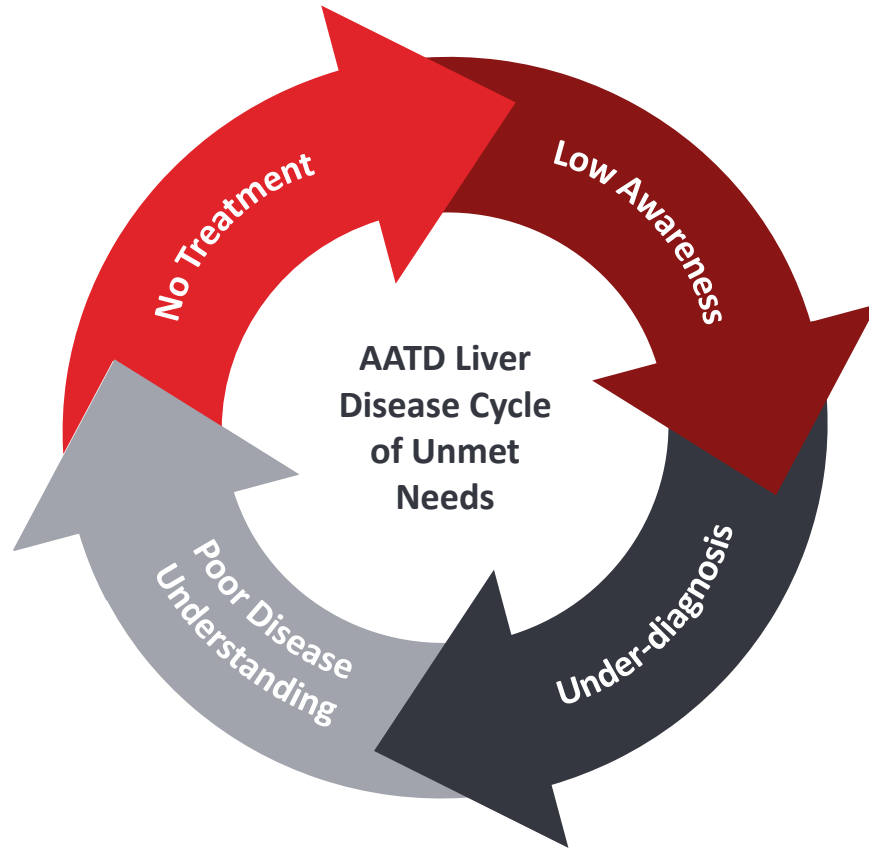 No Treatment
Low Awareness
AATD Liver
Disease Cycle
of Unmet
Needs
Poor Disease
Understanding
Under-diagnosis